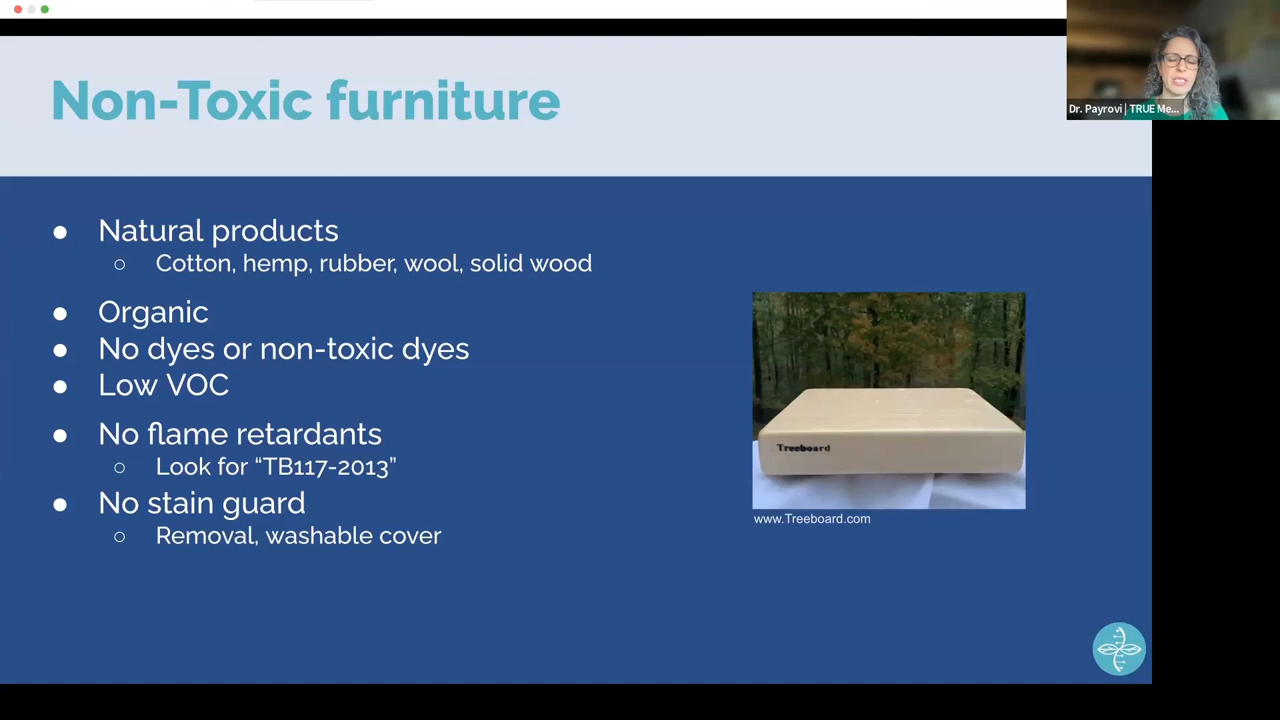 Non-Toxic furniture
Dr. Payrovi | TRUE Me...
● Natural products
○ Cotton, hemp, rubber, wool, solid wood
● Organic
● No dyes or non-toxic dyes
● Low VOC
● No flame retardants
○ Look for “TB117-2013”
● No stain guard
○ Removal, washable cover
Treeboard
www.Treeboard.com